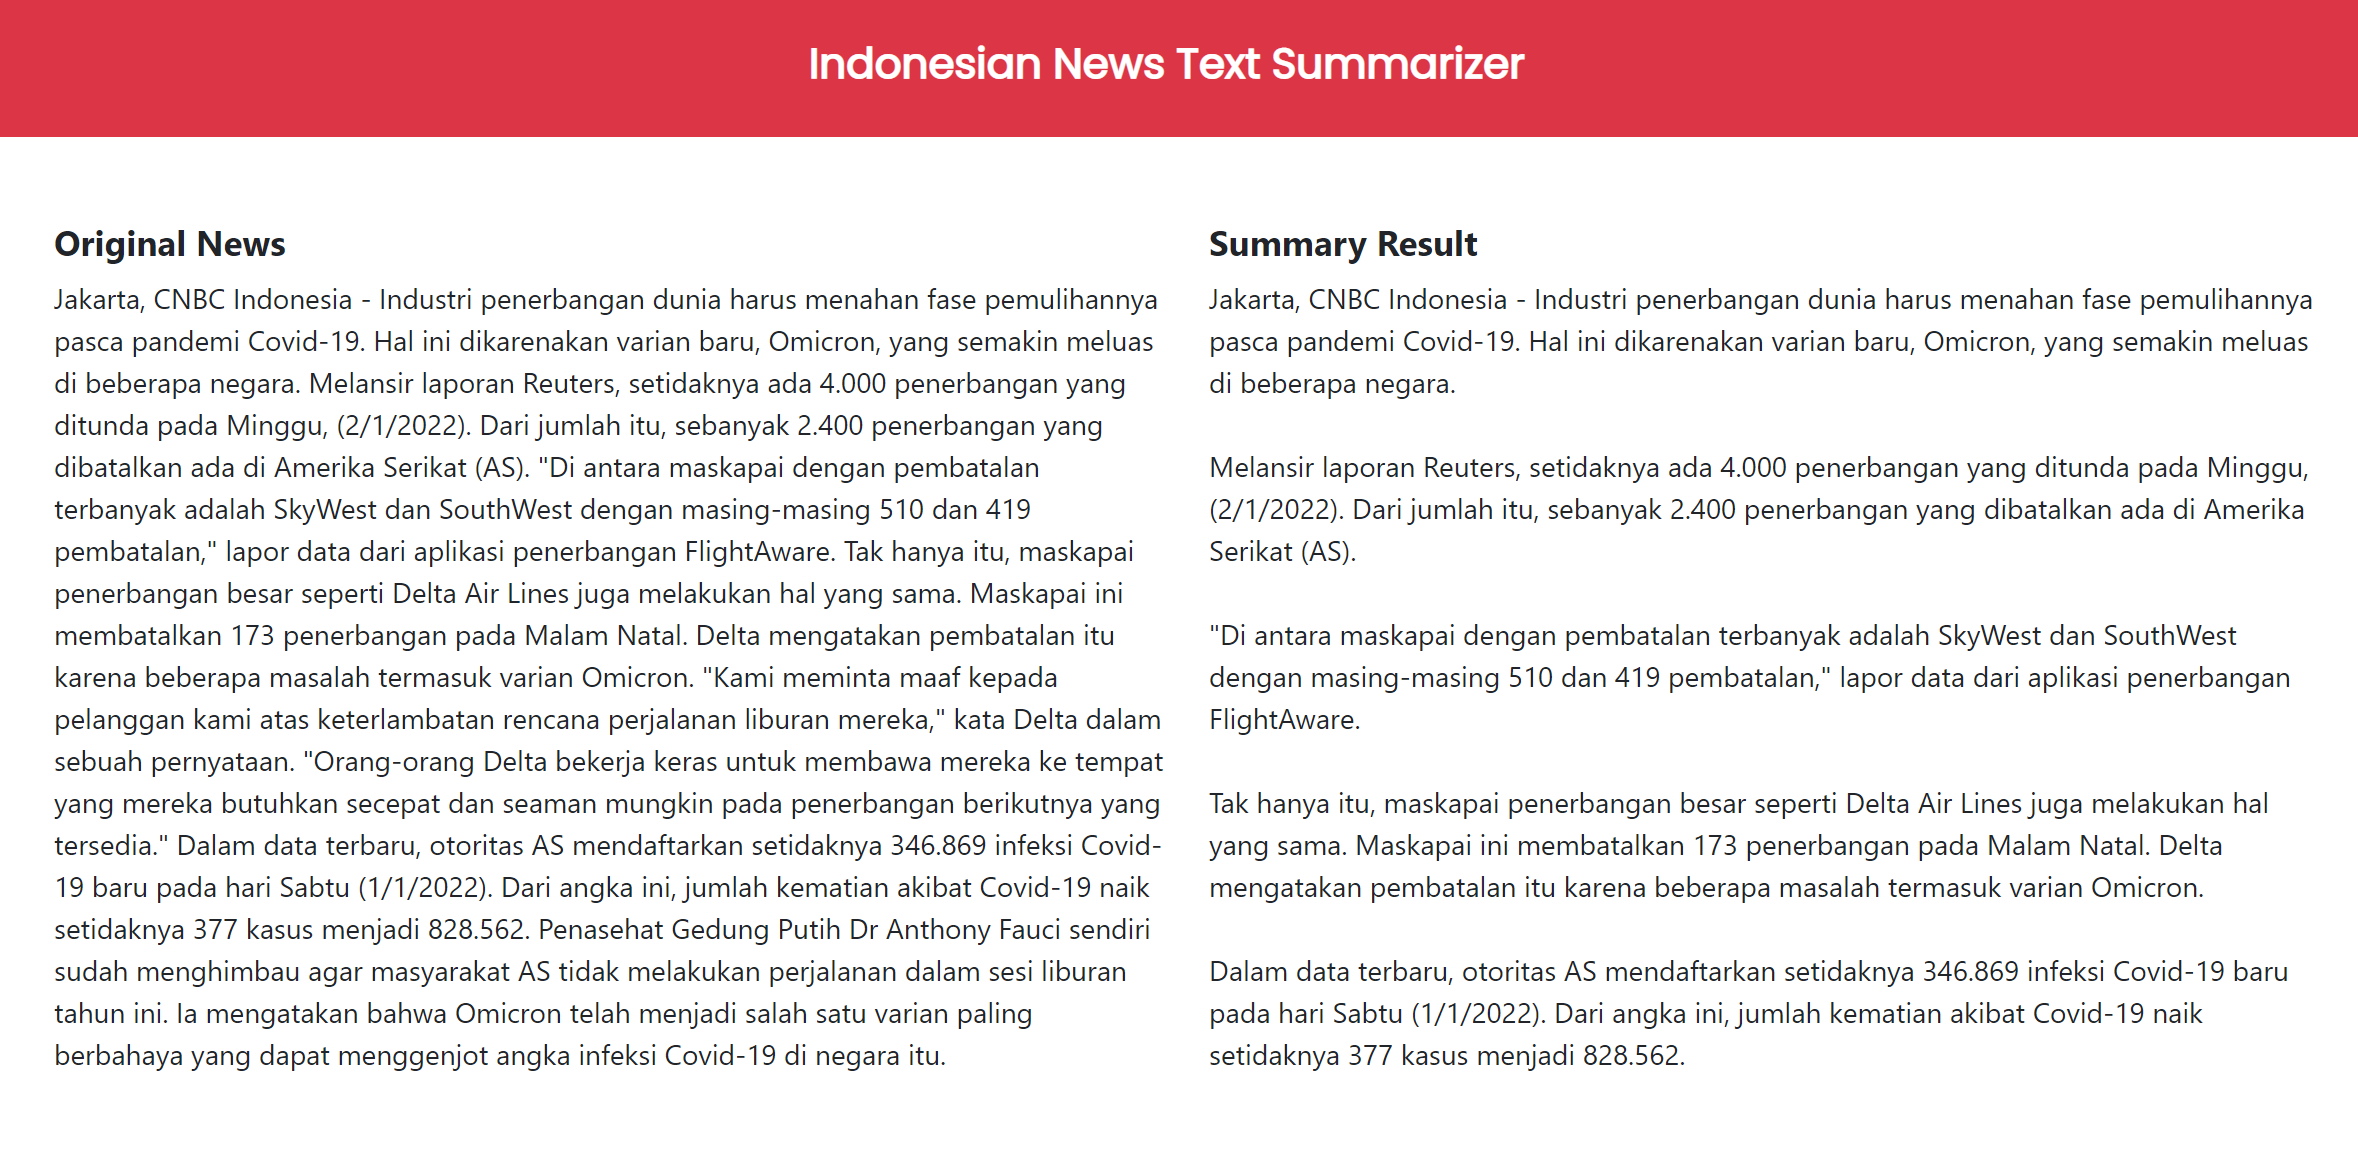 Indonesian News Text Summarizer
Original News
Jakarta, CNBC Indonesia - Industri penerbangan dunia harus menahan fase pemulihannya
pasca pandemi Covid-19. Hal ini dikarenakan varian baru, Omicron, yang semakin meluas
di beberapa negara. Melansir laporan Reuters, setidaknya ada 4.000 penerbangan yang
ditunda pada Minggu, (2/1/2022). Dari jumlah itu, sebanyak 2.400 penerbangan yang
dibatalkan ada di Amerika Serikat (AS). "Di antara maskapai dengan pembatalan
terbanyak adalah SkyWest dan SouthWest dengan masing-masing 510 dan 419
pembatalan," lapor data dari aplikasi penerbangan FlightAware. Tak hanya itu, maskapai
penerbangan besar seperti Delta Air Lines juga melakukan hal yang sama. Maskapai ini
membatalkan 173 penerbangan pada Malam Natal. Delta mengatakan pembatalan itu
karena beberapa masalah termasuk varian Omicron. "Kami meminta maaf kepada
pelanggan kami atas keterlambatan rencana perjalanan liburan mereka," kata Delta dalam
sebuah pernyataan. "Orang-orang Delta bekerja keras untuk membawa mereka ke tempat
yang mereka butuhkan secepat dan seaman mungkin pada penerbangan berikutnya yang
tersedia." Dalam data terbaru, otoritas AS mendaftarkan setidaknya 346.869 infeksi Covid-
19 baru pada hari Sabtu (1/1/2022). Dari angka ini, jumlah kematian akibat Covid-19 naik
setidaknya 377 kasus menjadi 828.562. Penasehat Gedung Putih Dr Anthony Fauci sendiri
sudah menghimbau agar masyarakat AS tidak melakukan perjalanan dalam sesi liburan
tahun ini. Ia mengatakan bahwa Omicron telah menjadi salah satu varian paling
berbahaya yang dapat menggenjot angka infeksi Covid-19 di negara itu.
Summary Result
Jakarta, CNBC Indonesia - Industri penerbangan dunia harus menahan fase pemulihannya
pasca pandemi Covid-19. Hal ini dikarenakan varian baru, Omicron, yang semakin meluas
di beberapa negara.
Melansir laporan Reuters, setidaknya ada 4.000 penerbangan yang ditunda pada Minggu,
(2/1/2022). Dari jumlah itu, sebanyak 2.400 penerbangan yang dibatalkan ada di Amerika
Serikat (AS).
"Di antara maskapai dengan pembatalan terbanyak adalah SkyWest dan SouthWest
dengan masing-masing 510 dan 419 pembatalan," lapor data dari aplikasi penerbangan
FlightAware.
Tak hanya itu, maskapai penerbangan besar seperti Delta Air Lines juga melakukan hal
yang sama. Maskapai ini membatalkan 173 penerbangan pada Malam Natal. Delta
mengatakan pembatalan itu karena beberapa masalah termasuk varian Omicron.
Dalam data terbaru, otoritas AS mendaftarkan setidaknya 346.869 infeksi Covid-19 baru
pada hari Sabtu (1/1/2022). Dari angka ini, jumlah kematian akibat Covid-19 naik
setidaknya 377 kasus menjadi 828.562.